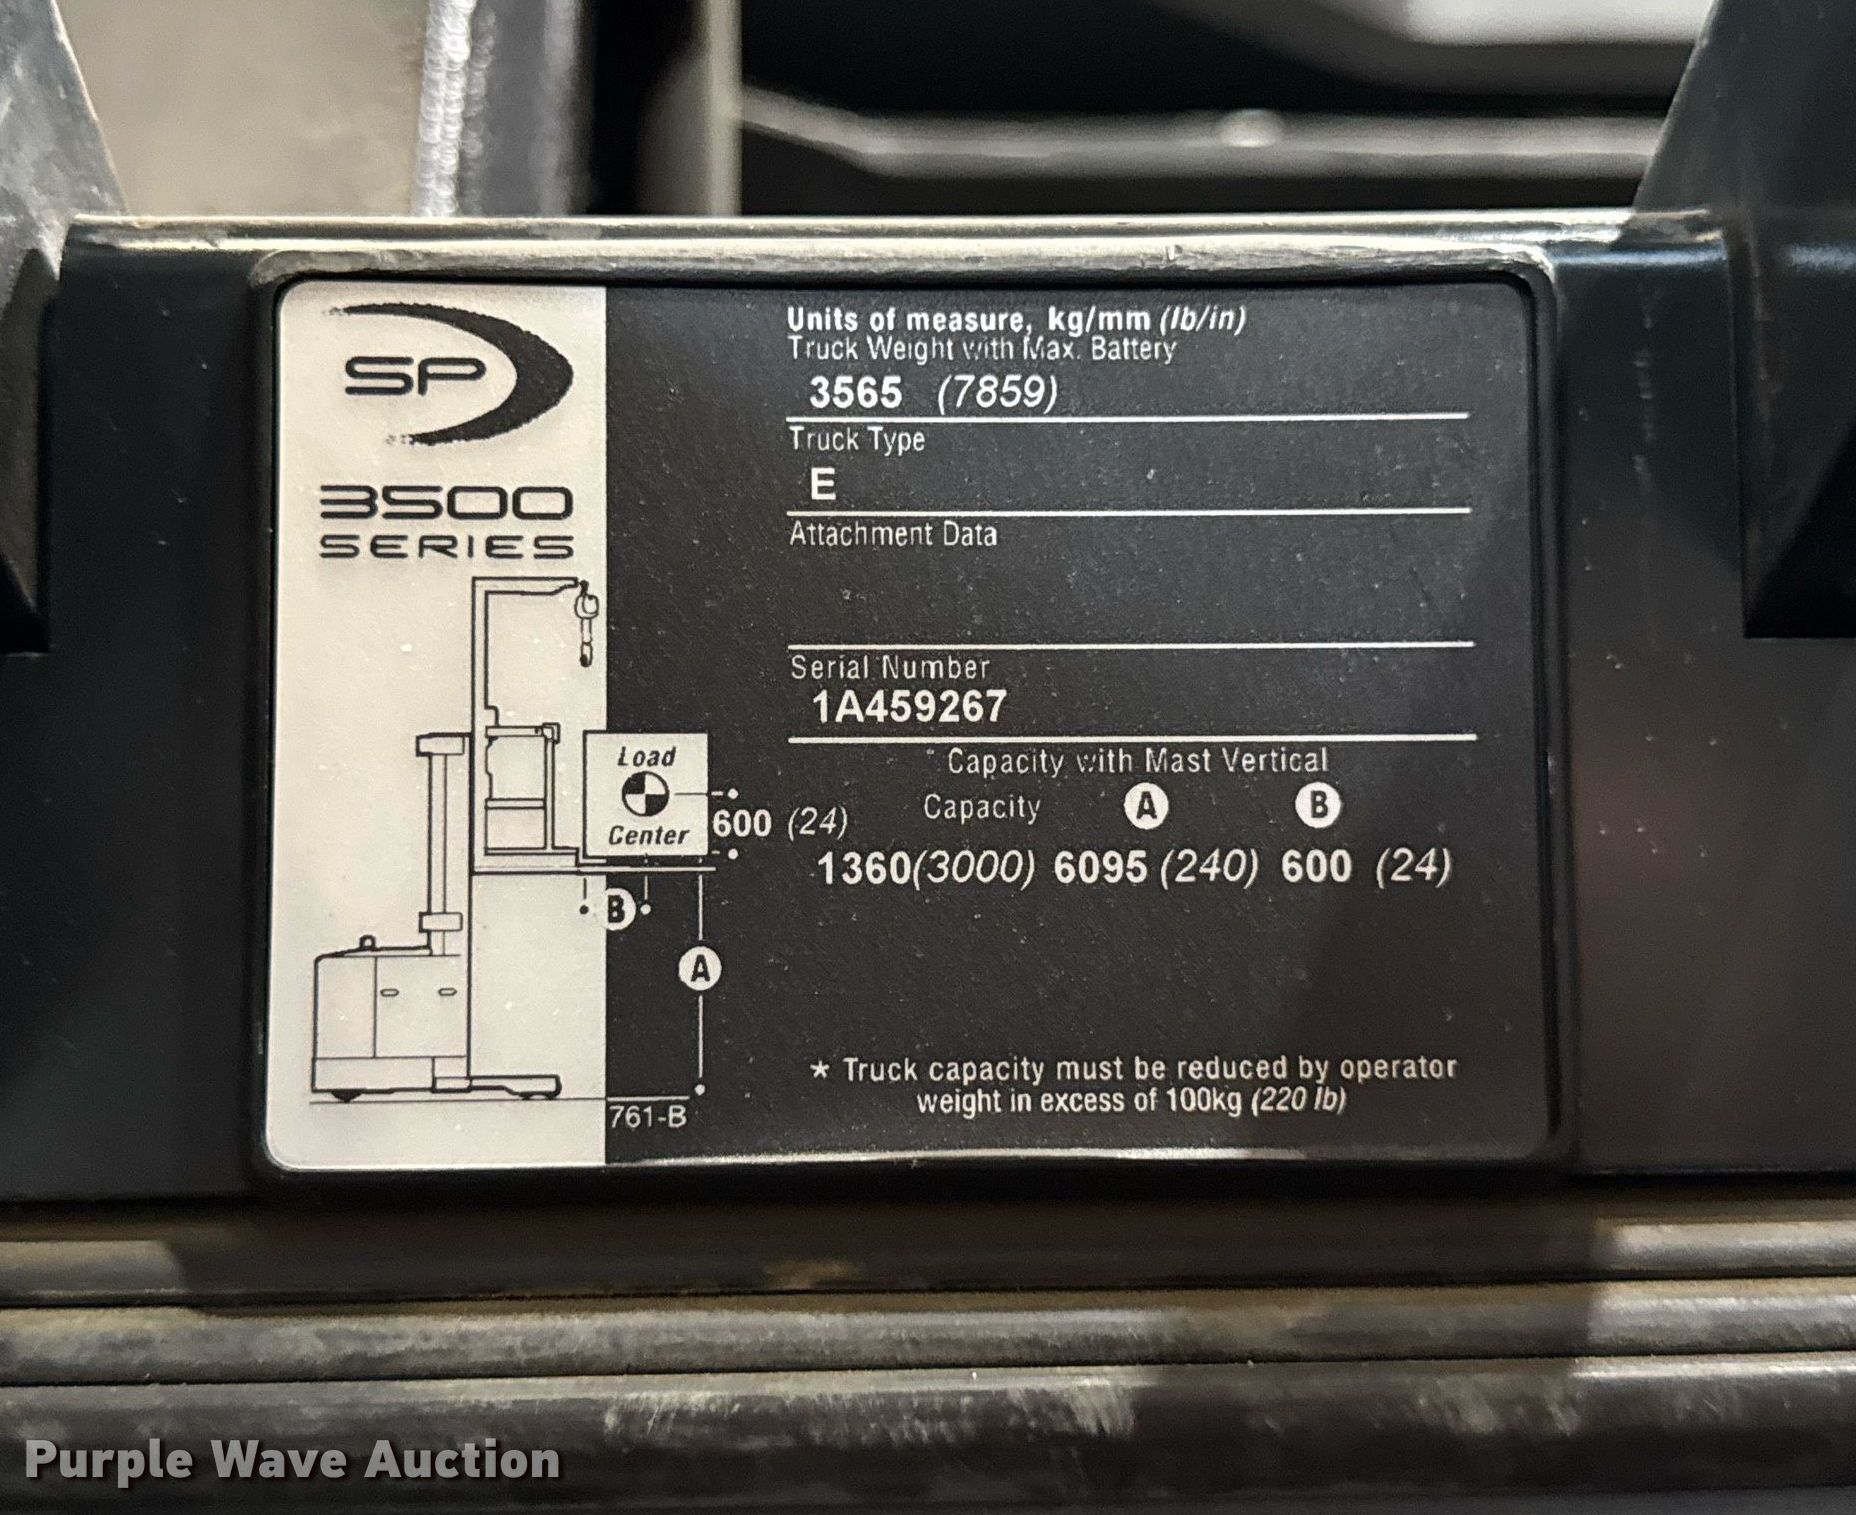 SP
3500
SERIES
Load
Center
600 (24)
B
A
761-B
Units of measure, kg/mm (lb/in)
Truck Weight with Max. Battery
3565 (7859)
Truck Type
E
Attachment Data
Serial Number
1A459267
* Capacity with Mast Vertical
Capacity A B
1360(3000) 6095 (240) 600 (24)
* Truck capacity must be reduced by operator
weight in excess of 100kg (220 lb)
Purple Wave Auction